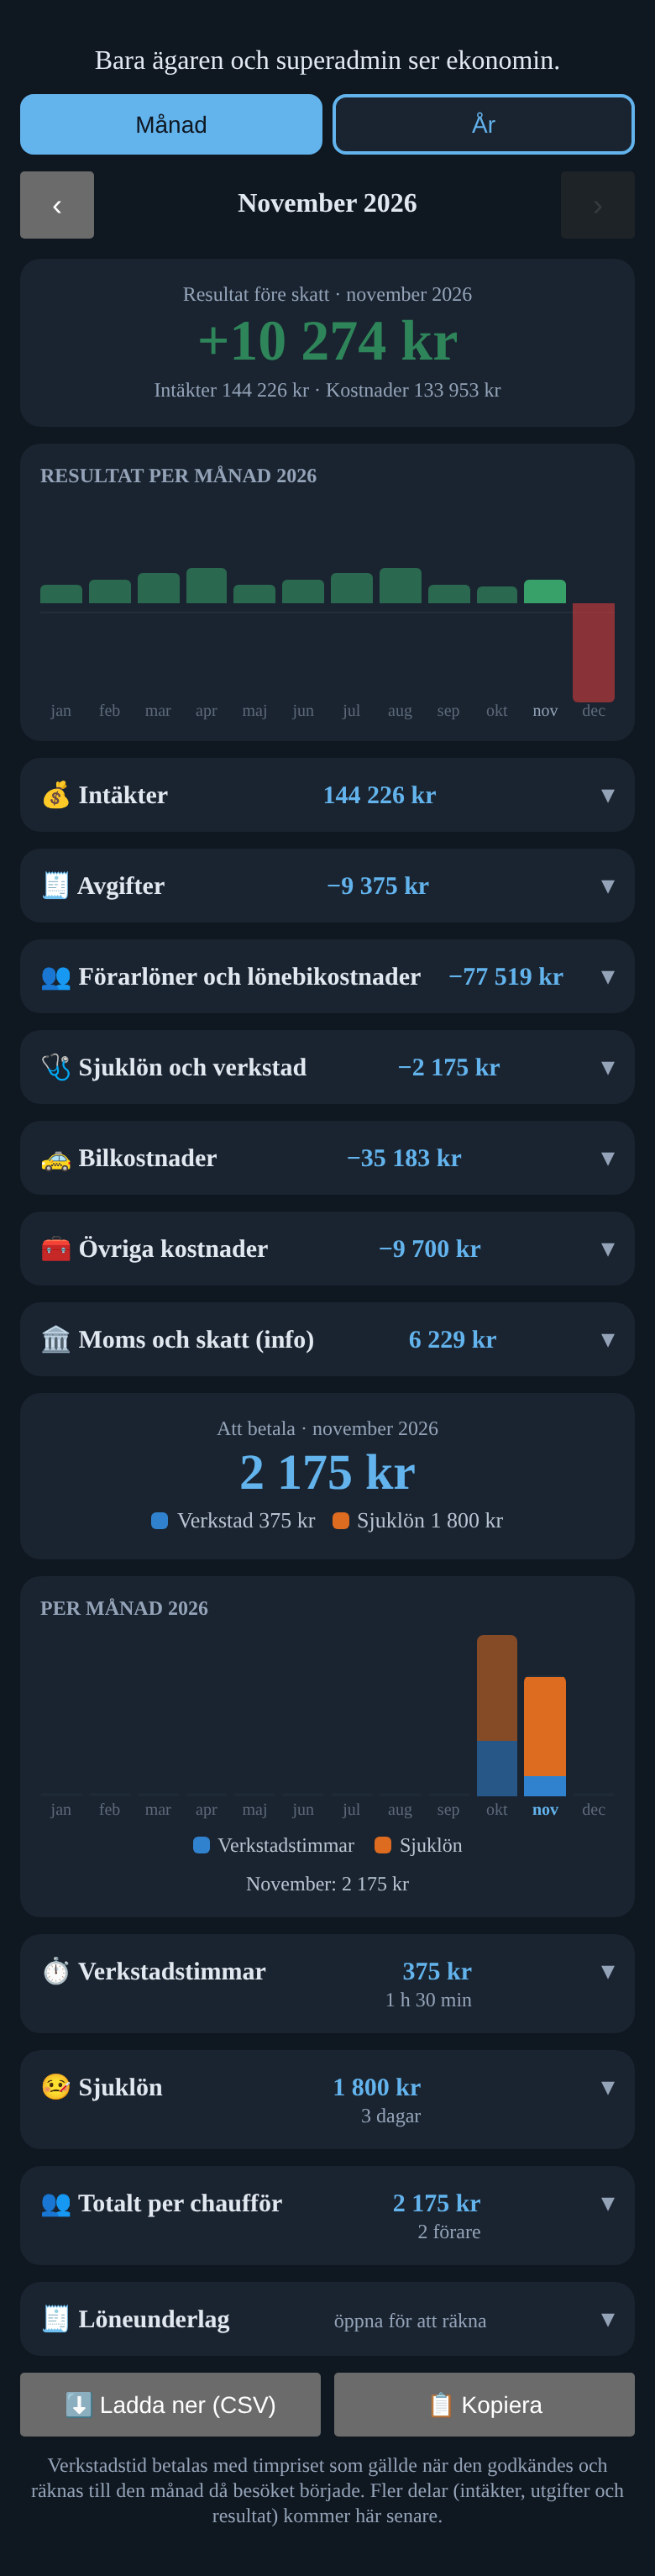 Bara ägaren och superadmin ser ekonomin.
Månad
År
‹
November 2026
›
Resultat före skatt · november 2026
+10 274 kr
Intäkter 144 226 kr · Kostnader 133 953 kr
RESULTAT PER MÅNAD 2026
jan feb mar apr maj jun jul aug sep okt nov dec
💰 Intäkter 144 226 kr ▼
🧾 Avgifter −9 375 kr ▼
👥 Förarlöner och lönebikostnader −77 519 kr ▼
🩺 Sjuklön och verkstad −2 175 kr ▼
🚕 Bilkostnader −35 183 kr ▼
🧰 Övriga kostnader −9 700 kr ▼
🏛️ Moms och skatt (info) 6 229 kr ▼
Att betala · november 2026
2 175 kr
Verkstad 375 kr Sjuklön 1 800 kr
PER MÅNAD 2026
jan feb mar apr maj jun jul aug sep okt nov dec
Verkstadstimmar Sjuklön
November: 2 175 kr
⏱️ Verkstadstimmar 375 kr ▼
1 h 30 min
🤒 Sjuklön 1 800 kr ▼
3 dagar
👥 Totalt per chaufför 2 175 kr ▼
2 förare
🧾 Löneunderlag öppna för att räkna ▼
⬇️ Ladda ner (CSV)
📋 Kopiera
Verkstadstid betalas med timpriset som gällde när den godkändes och
räknas till den månad då besöket började. Fler delar (intäkter, utgifter och
resultat) kommer här senare.